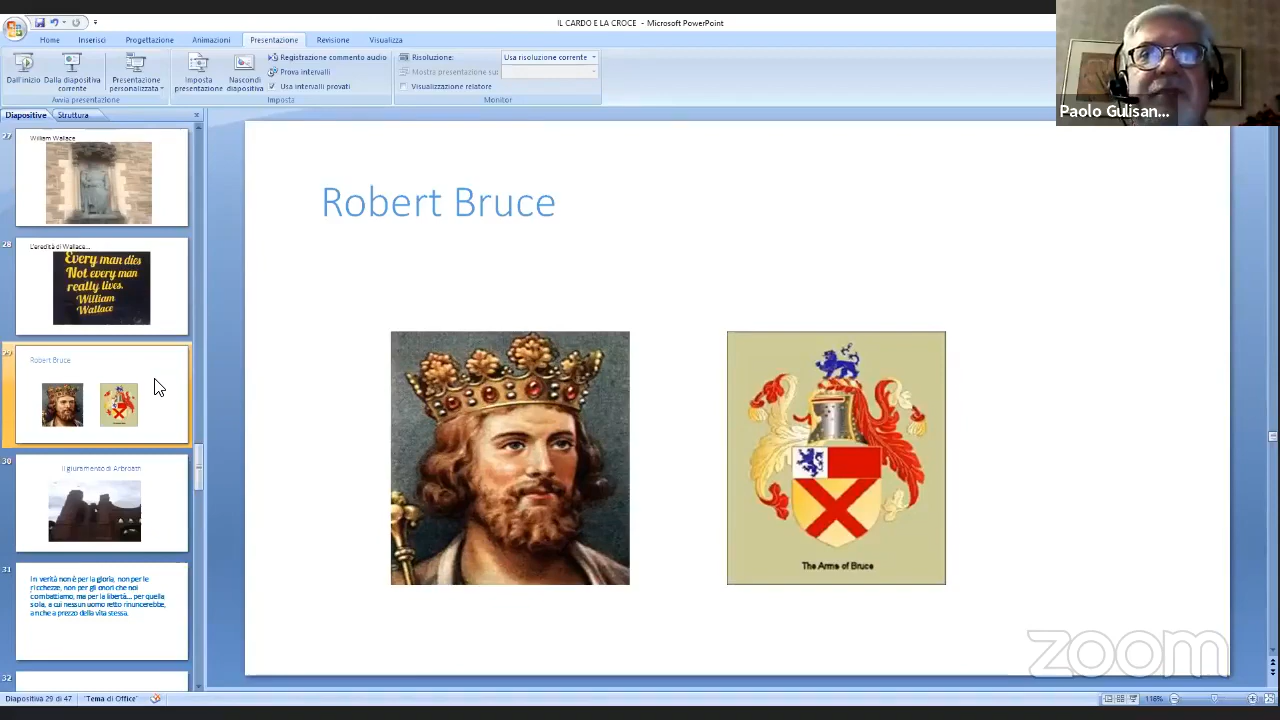 IL CARDO E LA CROCE - Microsoft PowerPoint
Home Inserisci Progettazione Animazioni Presentazione Revisione Visualizza
Dall'inizio
Dalla diapositiva corrente
Presentazione personalizzata
Avvia presentazione
Imposta presentazione
Nascondi diapositiva
Registrazione commento audio
Prova intervalli
Usa intervalli provati
Imposta
Risoluzione: Usa risoluzione corrente
Mostra presentazione su:
Visualizzazione relatore
Monitor
Paolo Gulisan...
Diapositive Struttura
27
William Wallace
28
L'eredità di Wallace...
Every man dies
Not every man
really lives.
William
Wallace
29
Robert Bruce
30
Il giuramento di Arbroath
31
In verità non è per la gloria, non per le
ricchezze, non per gli onori che noi
combattiamo, ma per la libertà... per quella
sola, a cui nessun uomo retto rinuncerebbe,
anche a prezzo della vita stessa.
32
Robert Bruce
The Arms of Bruce
zoom
Diapositiva 29 di 47 "Tema di Office" 118%